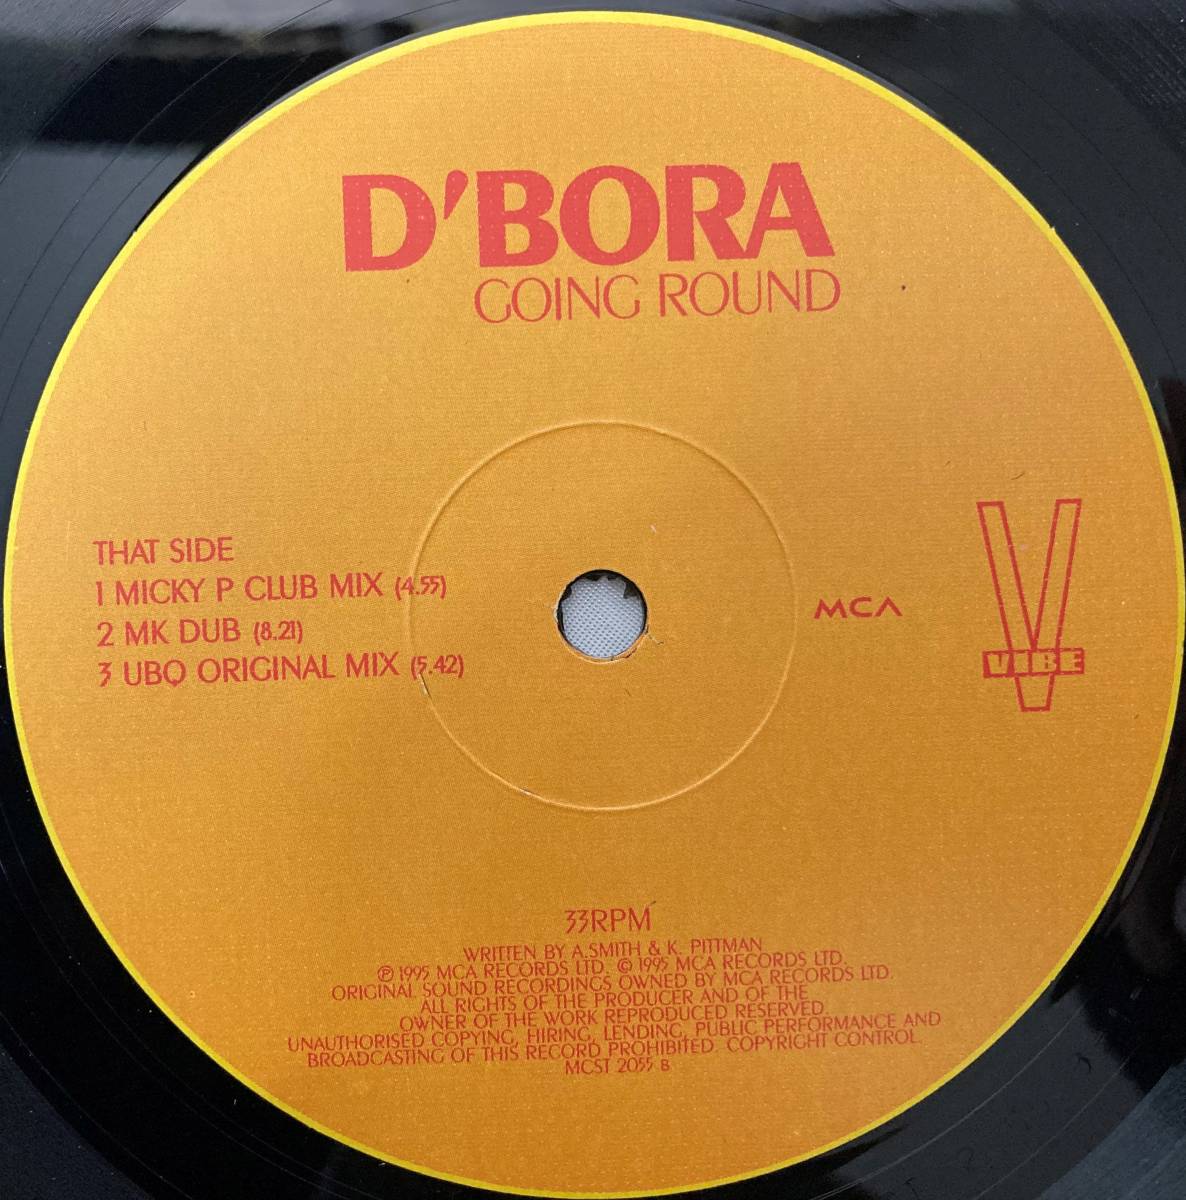 D'BORA
GOING ROUND
THAT SIDE
1 MICKY P CLUB MIX (4.55)
2 MK DUB (8.21)
3 UBQ ORIGINAL MIX (5.42)
MCA
V
VIBE
33RPM
WRITTEN BY A.SMITH & K. PITTMAN
℗ 1995 MCA RECORDS LTD. © 1995 MCA RECORDS LTD.
ORIGINAL SOUND RECORDINGS OWNED BY MCA RECORDS LTD.
ALL RIGHTS OF THE PRODUCER AND OF THE
OWNER OF THE WORK REPRODUCED RESERVED.
UNAUTHORISED COPYING, HIRING, LENDING, PUBLIC PERFORMANCE AND
BROADCASTING OF THIS RECORD PROHIBITED. COPYRIGHT CONTROL.
MCST 2055 B